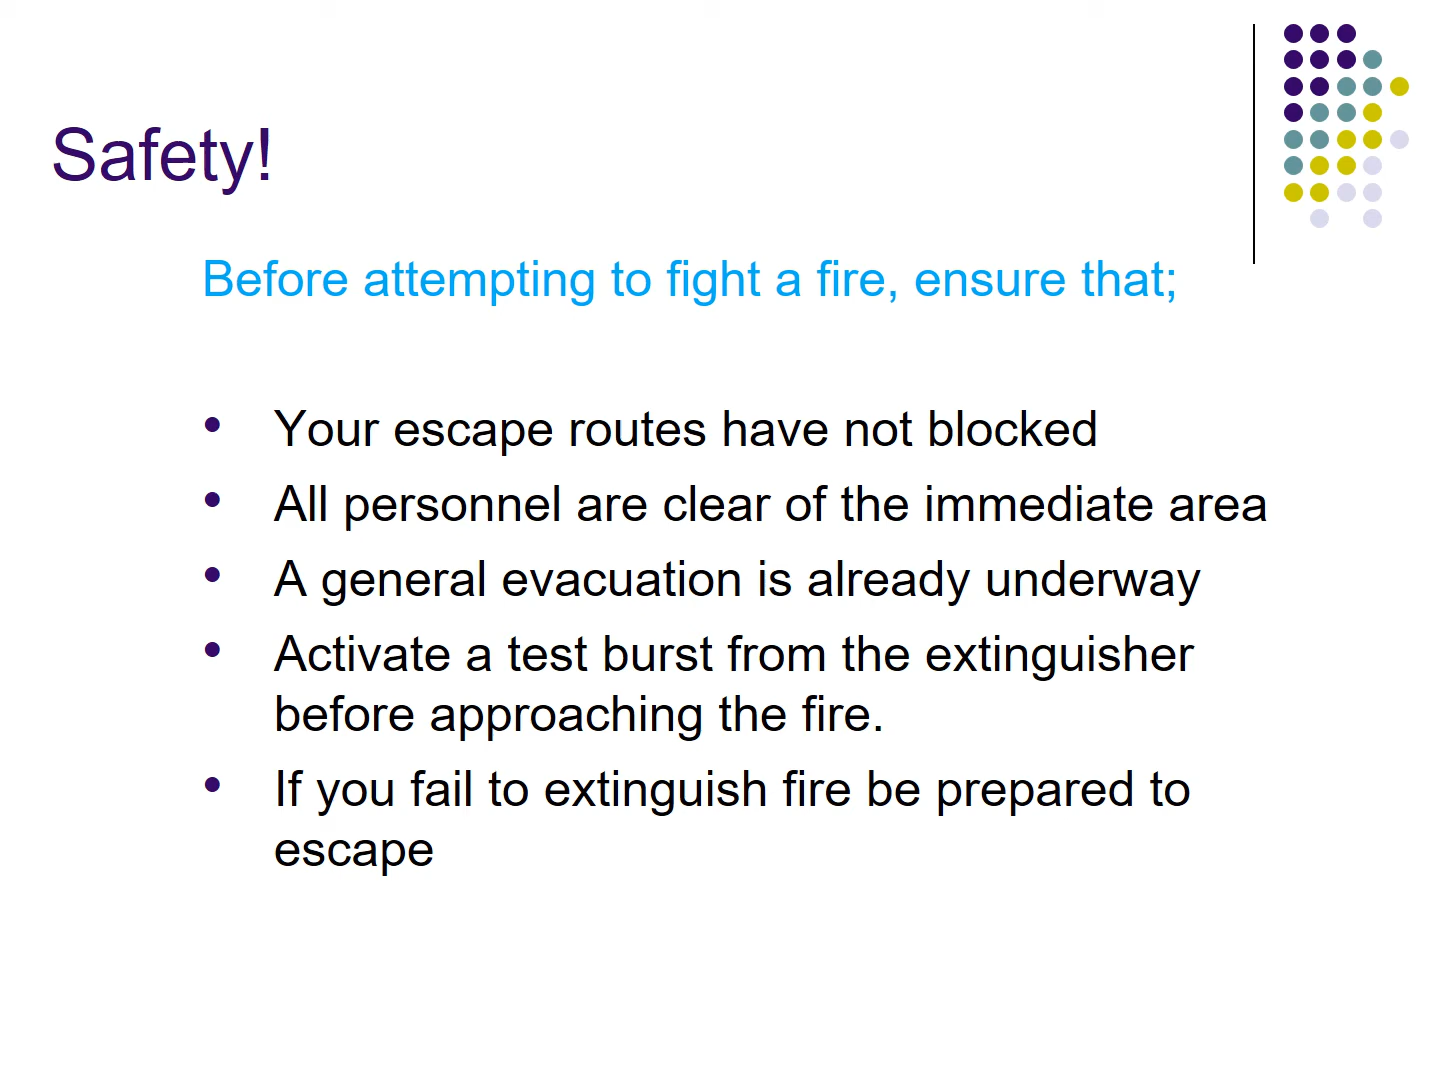 Safety!
Before attempting to fight a fire, ensure that;
• Your escape routes have not blocked
• All personnel are clear of the immediate area
• A general evacuation is already underway
• Activate a test burst from the extinguisher
before approaching the fire.
• If you fail to extinguish fire be prepared to
escape